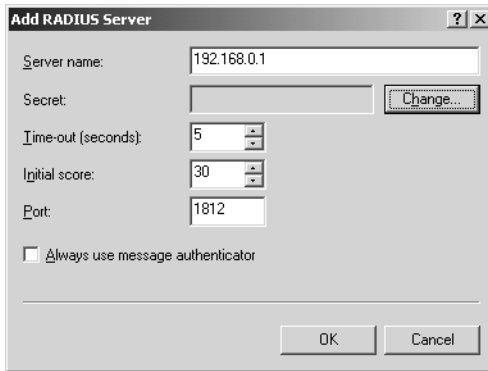 Add RADIUS Server
Server name: 192.168.0.1
Secret: Change...
Time-out (seconds): 5
Initial score: 30
Port: 1812
Always use message authenticator
OK Cancel